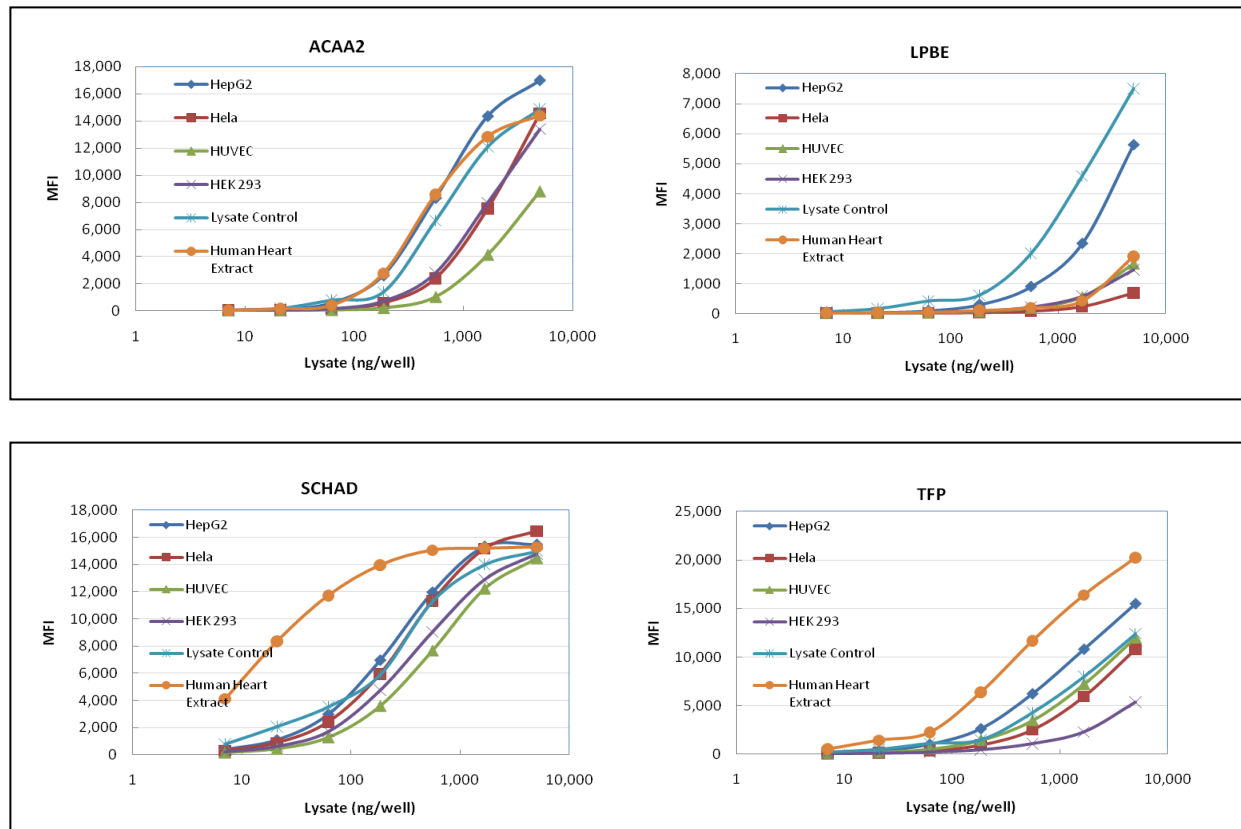 ACAA2
MFI
18,000
16,000
14,000
12,000
10,000
8,000
6,000
4,000
2,000
0
HepG2
Hela
HUVEC
HEK 293
Lysate Control
Human Heart
Extract
1 10 100 1,000 10,000
Lysate (ng/well)
LPBE
MFI
8,000
7,000
6,000
5,000
4,000
3,000
2,000
1,000
0
HepG2
Hela
HUVEC
HEK 293
Lysate Control
Human Heart
Extract
1 10 100 1,000 10,000
Lysate (ng/well)
SCHAD
MFI
18,000
16,000
14,000
12,000
10,000
8,000
6,000
4,000
2,000
0
HepG2
Hela
HUVEC
HEK 293
Lysate Control
Human Heart
Extract
1 10 100 1,000 10,000
Lysate (ng/well)
TFP
MFI
25,000
20,000
15,000
10,000
5,000
0
HepG2
Hela
HUVEC
HEK 293
Lysate Control
Human Heart
Extract
1 10 100 1,000 10,000
Lysate (ng/well)